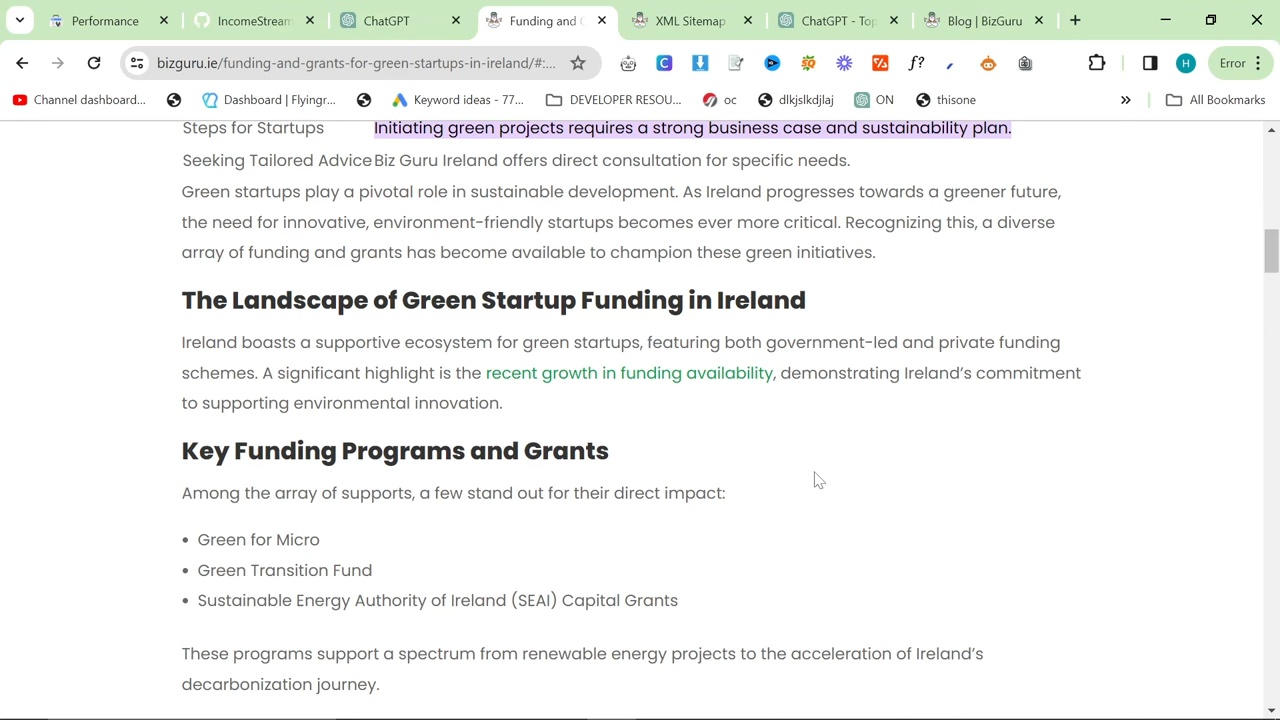 Performance
IncomeStream
ChatGPT
Funding and G
XML Sitemap
ChatGPT - Top
Blog | BizGuru
bizguru.ie/funding-and-grants-for-green-startups-in-ireland/#:...
Error
Channel dashboard...
Dashboard | Flyingr...
Keyword ideas - 77...
DEVELOPER RESOU...
oc
dlkjslkdjlaj
ON
thisone
All Bookmarks
Steps for Startups Initiating green projects requires a strong business case and sustainability plan.
Seeking Tailored Advice Biz Guru Ireland offers direct consultation for specific needs.
Green startups play a pivotal role in sustainable development. As Ireland progresses towards a greener future,
the need for innovative, environment-friendly startups becomes ever more critical. Recognizing this, a diverse
array of funding and grants has become available to champion these green initiatives.
The Landscape of Green Startup Funding in Ireland
Ireland boasts a supportive ecosystem for green startups, featuring both government-led and private funding
schemes. A significant highlight is the recent growth in funding availability, demonstrating Ireland's commitment
to supporting environmental innovation.
Key Funding Programs and Grants
Among the array of supports, a few stand out for their direct impact:
• Green for Micro
• Green Transition Fund
• Sustainable Energy Authority of Ireland (SEAI) Capital Grants
These programs support a spectrum from renewable energy projects to the acceleration of Ireland's
decarbonization journey.